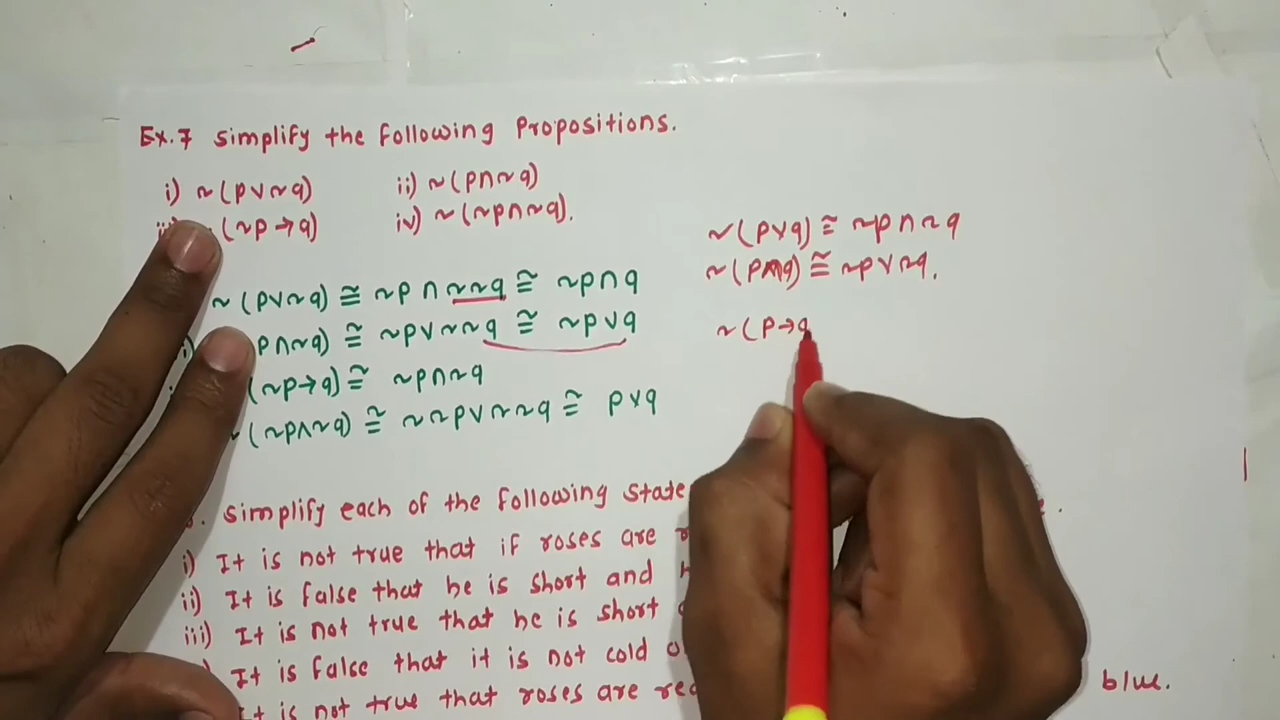 Ex.7 simplify the following Propositions.
i) ~(p∨~q) ii) ~(p∩~q)
(~p→q) iv) ~(~p∩~q).
~(p∨q) ≅ ~p∩~q
~(p∧q) ≅ ~p∨~q.
~(p→q
~(p∨~q) ≅ ~p∩~~q ≅ ~p∩q
p∩~q) ≅ ~p∨~~q ≅ ~p∨q
(~p→q) ≅ ~p∩~q
(~p∧~q) ≅ ~~p∨~~q ≅ p∨q
simplify each of the following
i) It is not true that if roses are
ii) It is false that he is short and
iii) It is not true that he is short
It is false that it is not cold
It is not true that roses are blue.